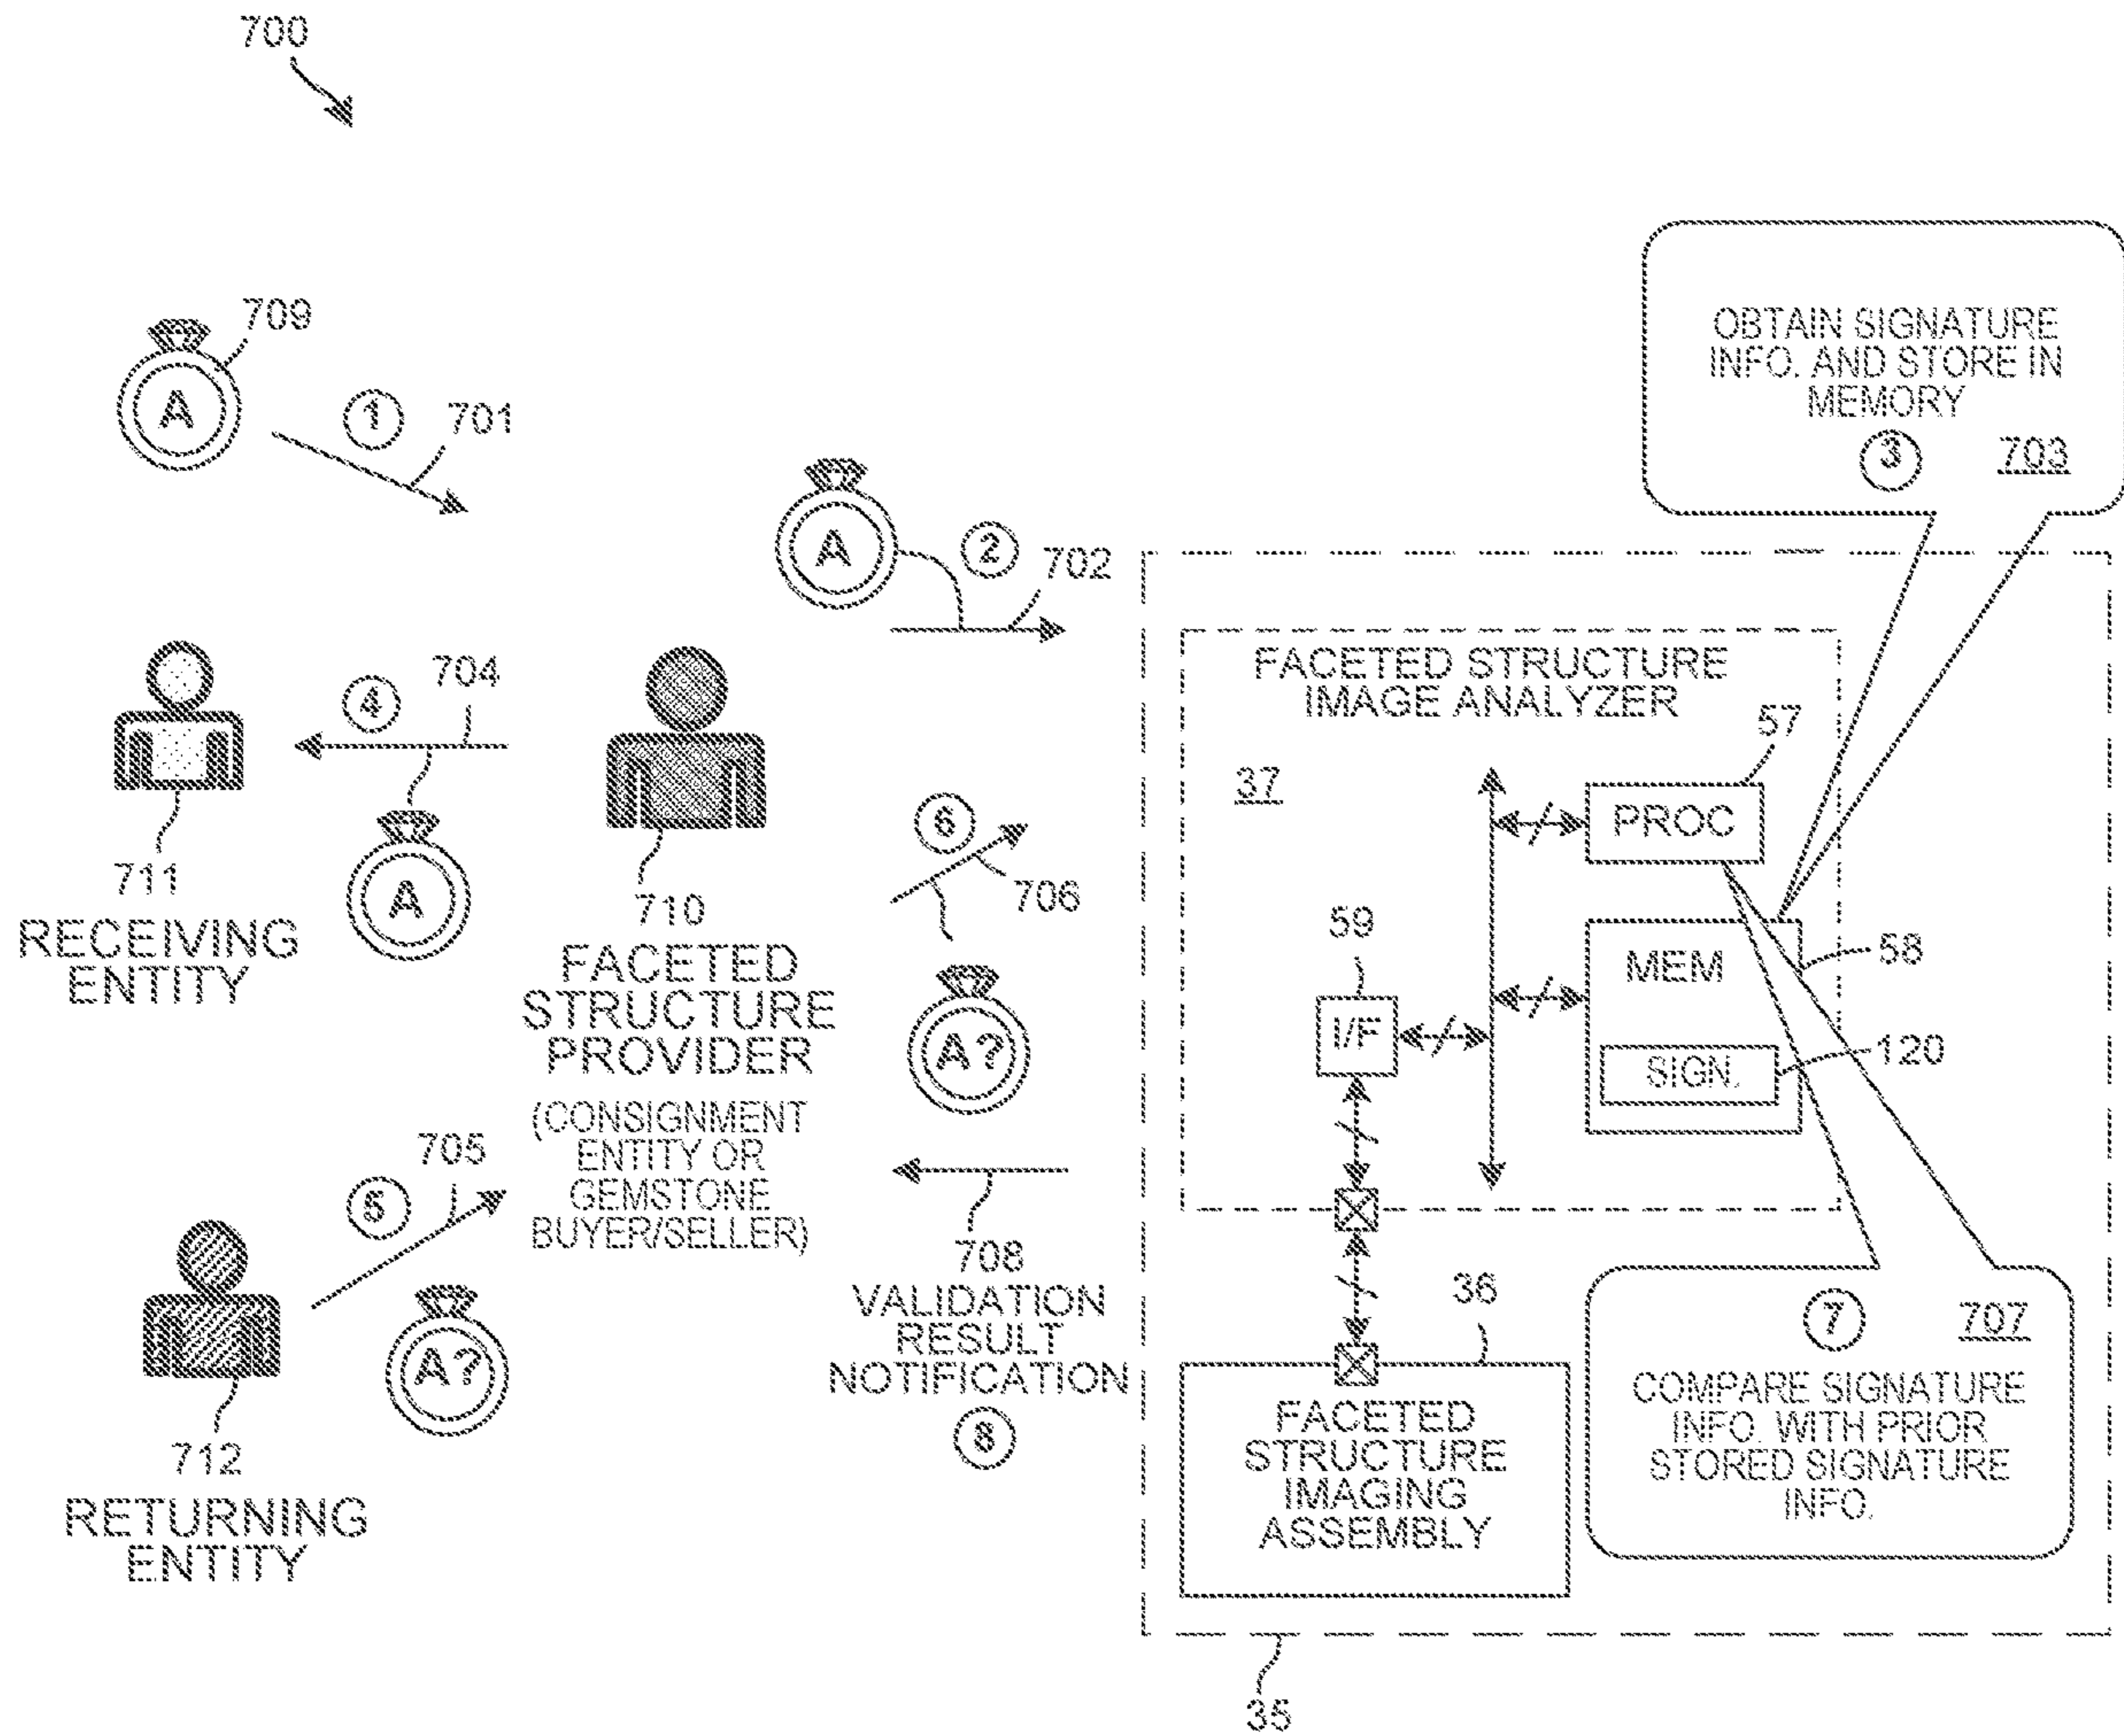 700
709
A
1
701
A
2
702
OBTAIN SIGNATURE
INFO. AND STORE IN
MEMORY
3
703
4
704
711
RECEIVING
ENTITY
A
710
FACETED
STRUCTURE
PROVIDER
(CONSIGNMENT
ENTITY OR
GEMSTONE
BUYER/SELLER)
6
706
A?
5
705
A?
712
RETURNING
ENTITY
708
VALIDATION
RESULT
NOTIFICATION
8
FACETED STRUCTURE
IMAGE ANALYZER
37
57
PROC
59
I/F
MEM
58
SIGN.
120
36
FACETED
STRUCTURE
IMAGING
ASSEMBLY
7
707
COMPARE SIGNATURE
INFO. WITH PRIOR
STORED SIGNATURE
INFO.
35